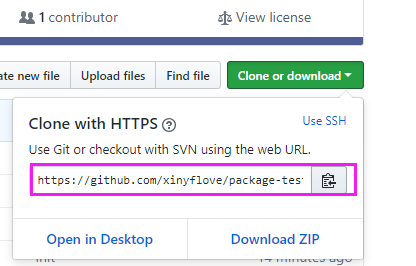 1 contributor View license
ate new file Upload files Find file Clone or download
Clone with HTTPS Use SSH
Use Git or checkout with SVN using the web URL.
https://github.com/xinyflove/package-tes
Open in Desktop Download ZIP
init 14 minutes ago